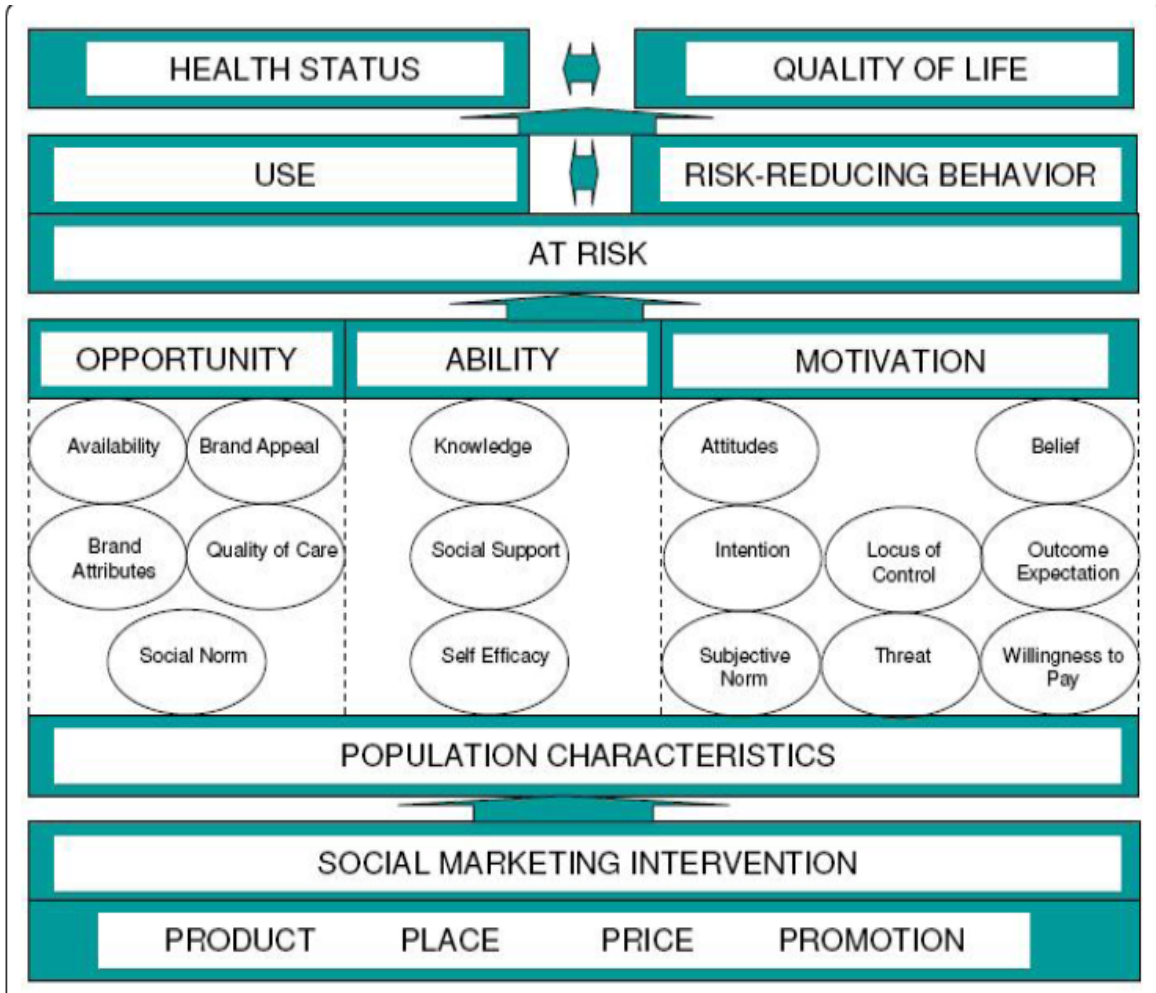 HEALTH STATUS
QUALITY OF LIFE
USE
RISK-REDUCING BEHAVIOR
AT RISK
OPPORTUNITY
ABILITY
MOTIVATION
Availability
Brand Appeal
Knowledge
Attitudes
Belief
Brand
Attributes
Quality of Care
Social Support
Intention
Locus of
Control
Outcome
Expectation
Social Norm
Self Efficacy
Subjective
Norm
Threat
Willingness to
Pay
POPULATION CHARACTERISTICS
SOCIAL MARKETING INTERVENTION
PRODUCT PLACE PRICE PROMOTION